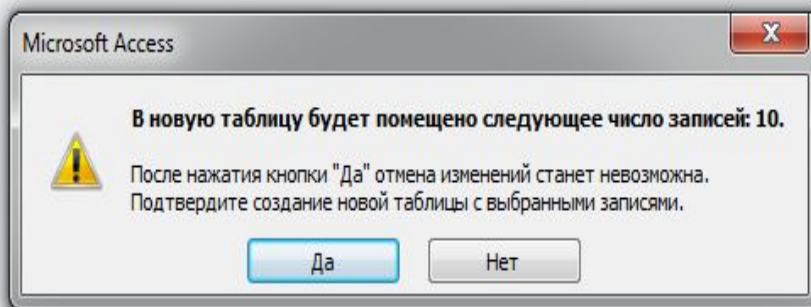 Microsoft Access
В новую таблицу будет помещено следующее число записей: 10.
После нажатия кнопки "Да" отмена изменений станет невозможна.
Подтвердите создание новой таблицы с выбранными записями.
Да
Нет